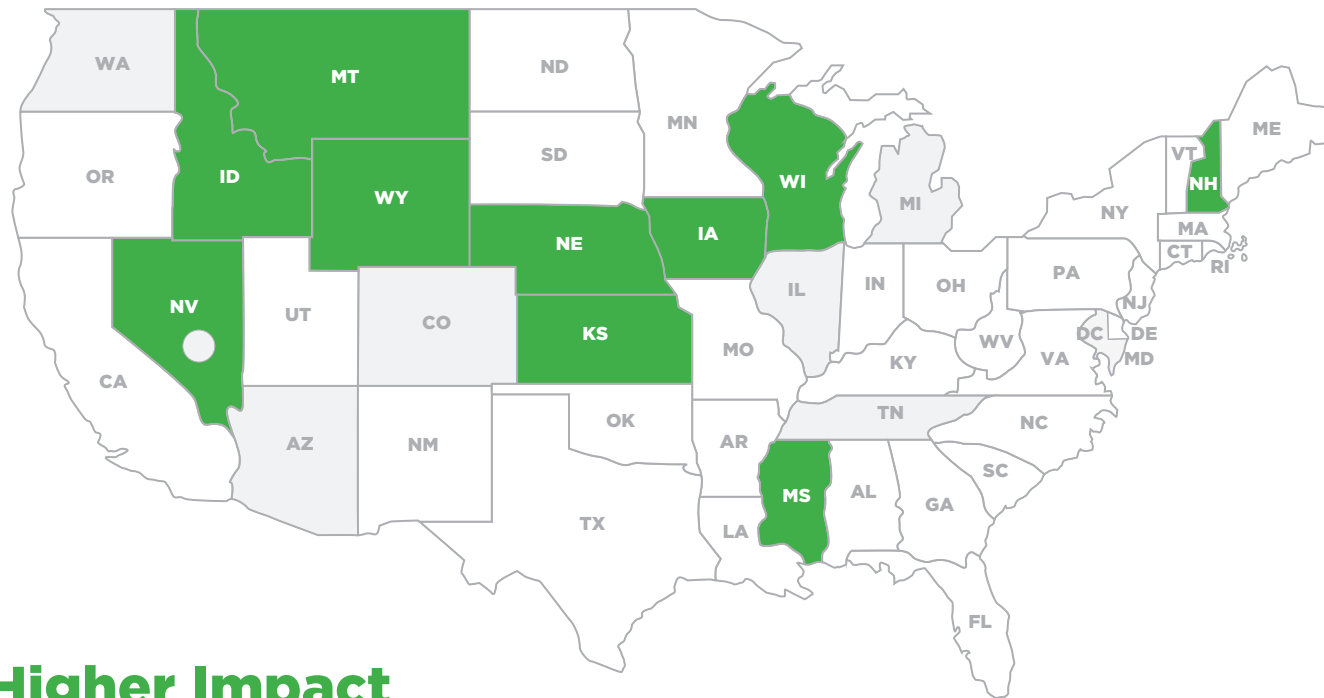 WA
MT
ND
MN
ME
OR
ID
SD
WI
VT
NH
WY
MI
NY
NE
IA
MA
CT
RI
NV
UT
CO
IL
IN
OH
PA
NJ
KS
MO
WV
DC
DE
CA
KY
VA
MD
AZ
NM
OK
AR
TN
NC
SC
TX
LA
MS
AL
GA
FL
Higher Impact